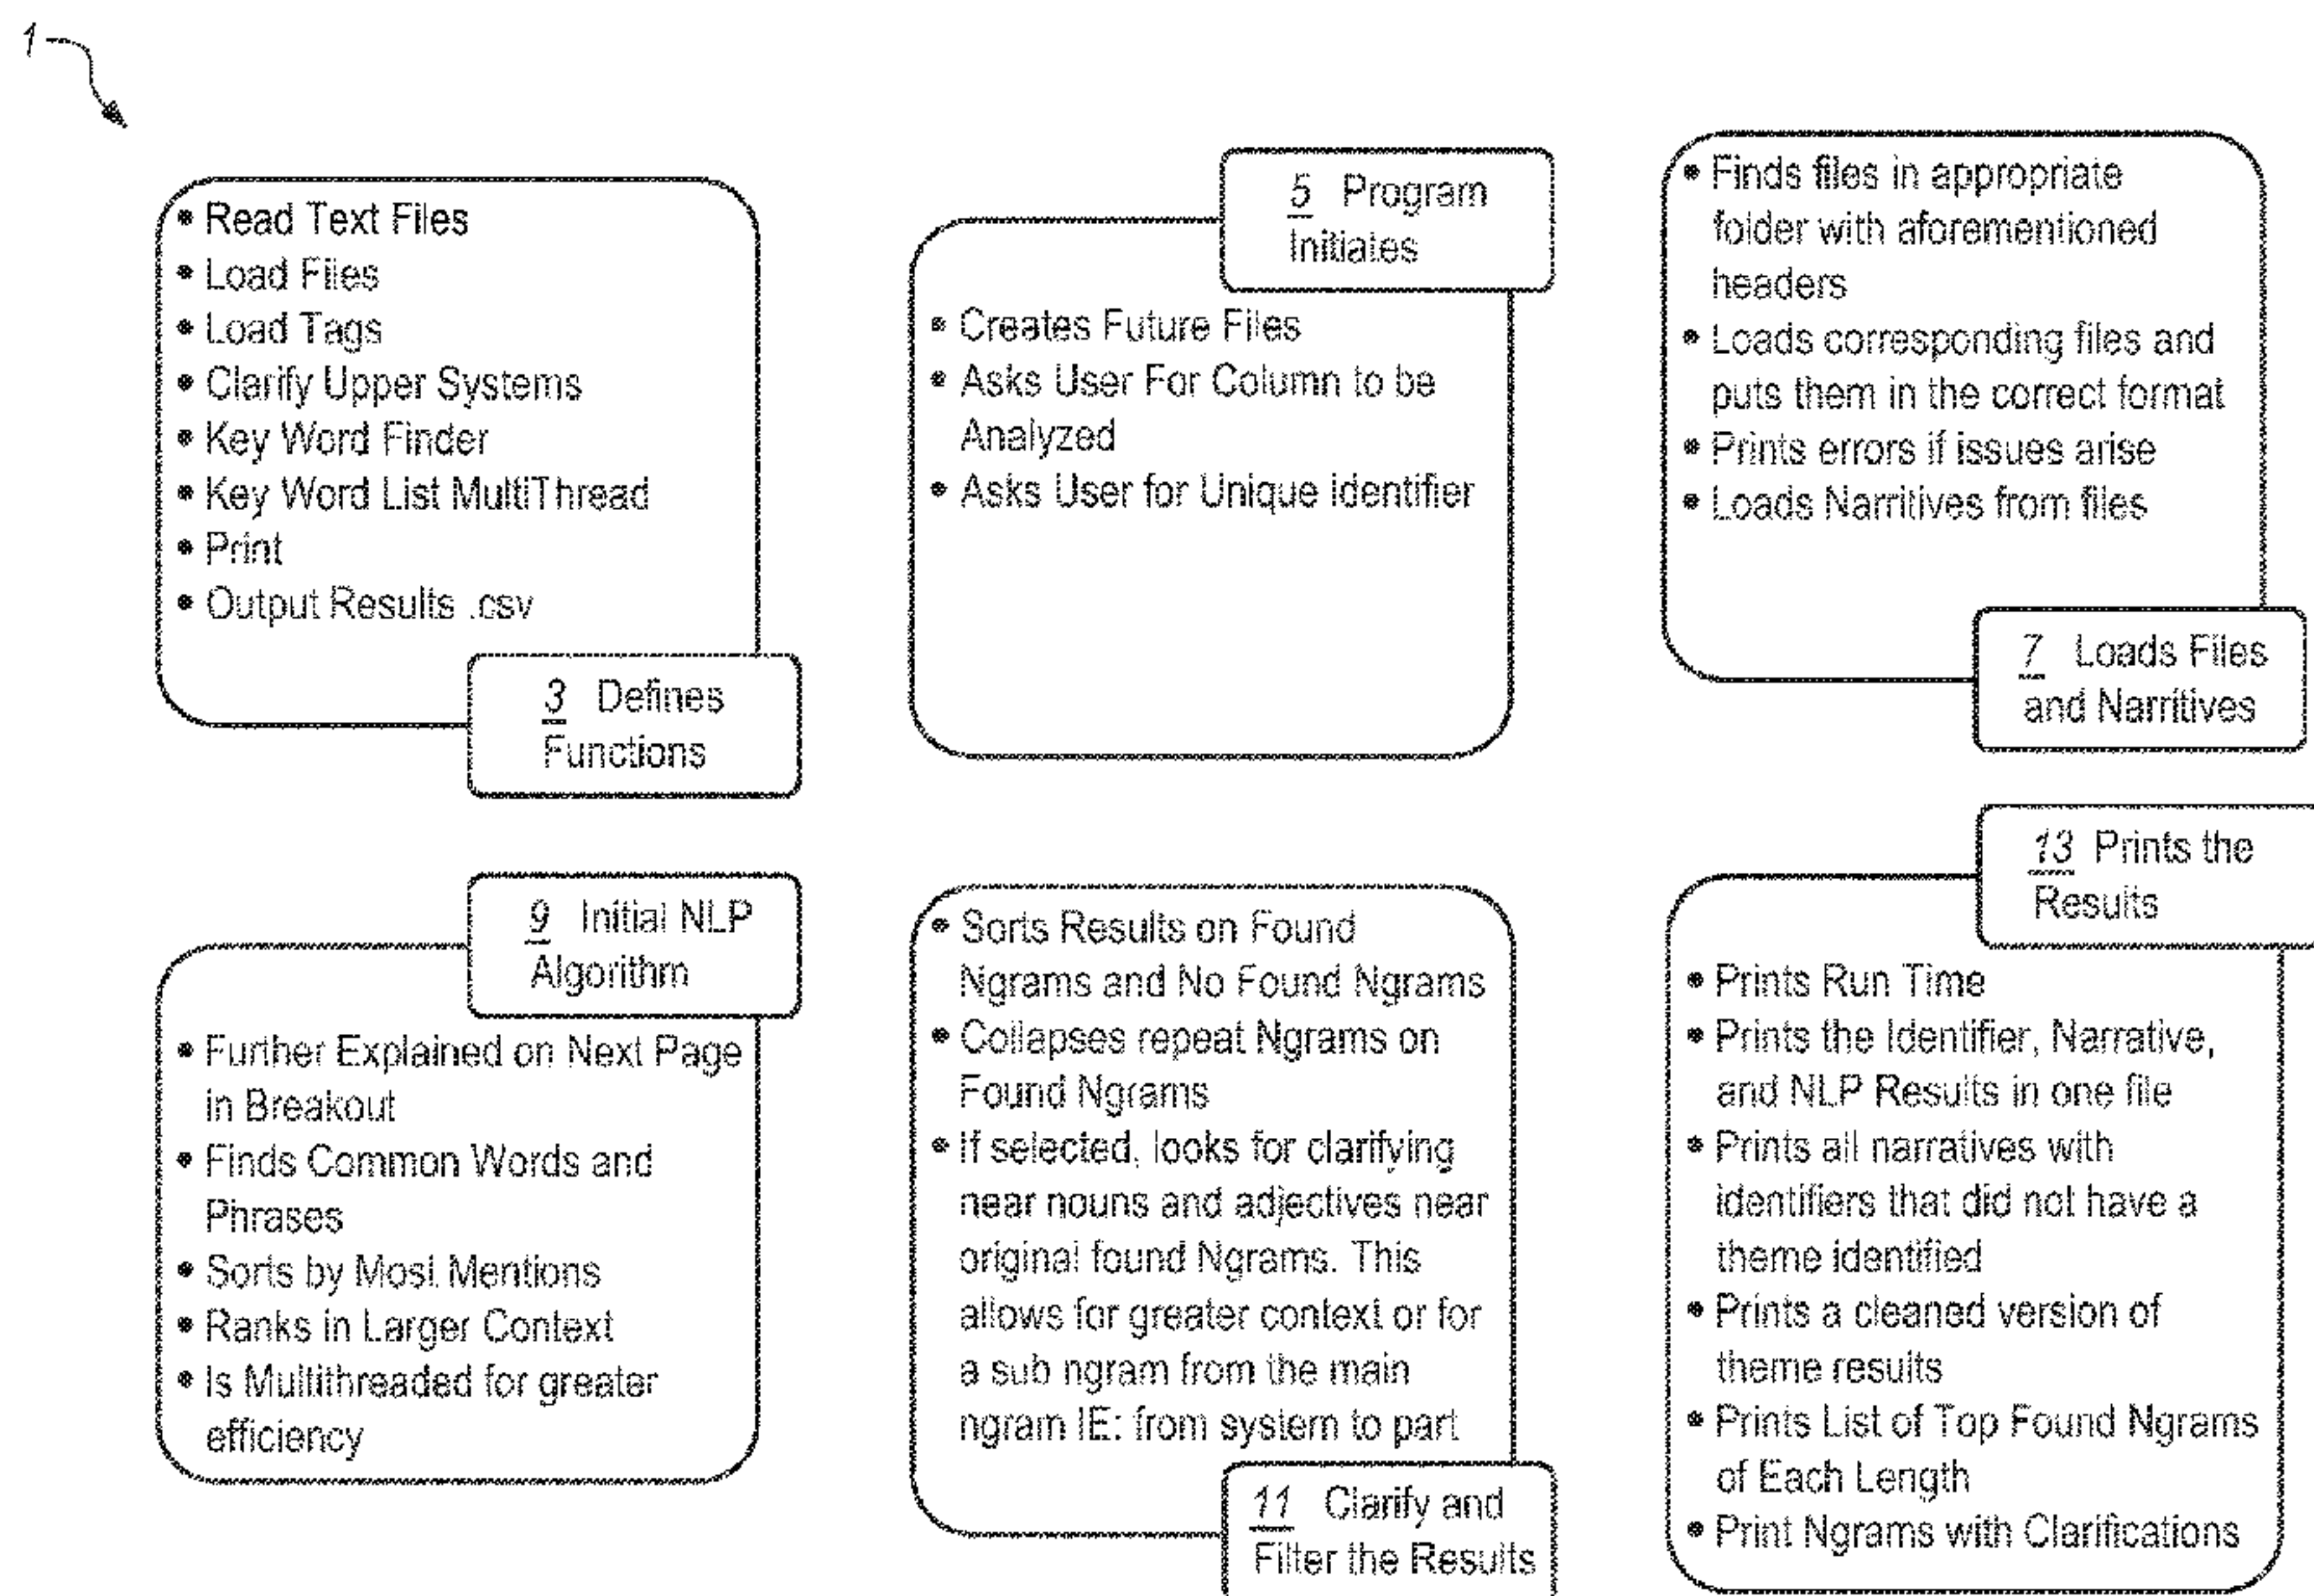 1
Read Text Files
Load Files
Load Tags
Clarify Upper Systems
Key Word Finder
Key Word List MultiThread
Print
Output Results .csv
3 Defines
Functions
5 Program
Initiates
Creates Future Files
Asks User For Column to be
Analyzed
Asks User for Unique Identifier
Finds files in appropriate
folder with aforementioned
headers
Loads corresponding files and
puts them in the correct format
Prints errors if issues arise
Loads Narritives from files
7 Loads Files
and Narritives
9 Initial NLP
Algorithm
Further Explained on Next Page
in Breakout
Finds Common Words and
Phrases
Sorts by Most Mentions
Ranks in Larger Context
Is Multithreaded for greater
efficiency
Sorts Results on Found
Ngrams and No Found Ngrams
Collapses repeat Ngrams on
Found Ngrams
If selected, looks for clarifying
near nouns and adjectives near
original found Ngrams. This
allows for greater context or for
a sub ngram from the main
ngram IE: from system to part
11 Clarify and
Filter the Results
13 Prints the
Results
Prints Run Time
Prints the Identifier, Narrative,
and NLP Results in one file
Prints all narratives with
identifiers that did not have a
theme identified
Prints a cleaned version of
theme results
Prints List of Top Found Ngrams
of Each Length
Print Ngrams with Clarifications